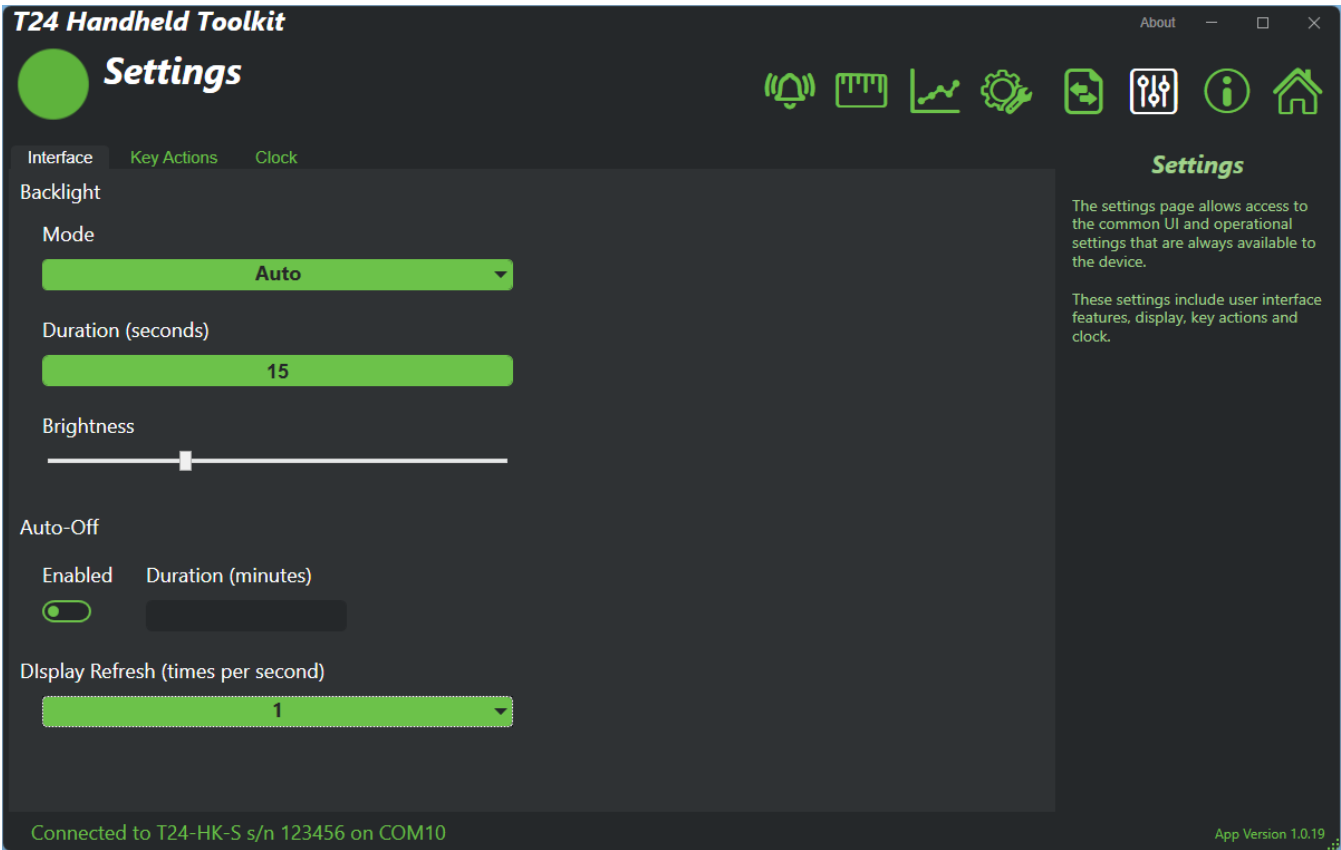 T24 Handheld Toolkit
About
Settings
Interface Key Actions Clock
Backlight
Mode
Auto
Duration (seconds)
15
Brightness
Auto-Off
Enabled Duration (minutes)
DIsplay Refresh (times per second)
1
Settings
The settings page allows access to
the common UI and operational
settings that are always available to
the device.
These settings include user interface
features, display, key actions and
clock.
Connected to T24-HK-S s/n 123456 on COM10
App Version 1.0.19